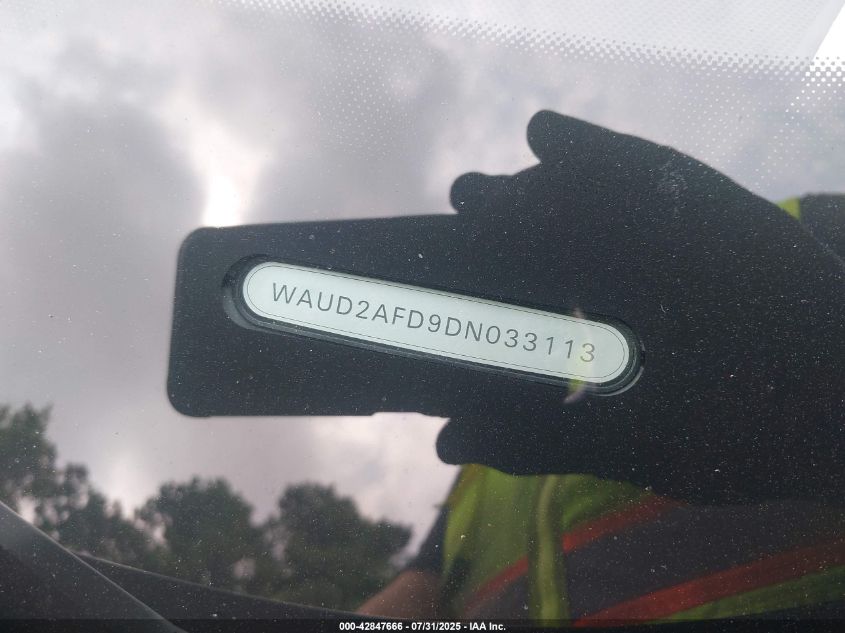 WAUD2AFD9DN033113
000-42847666 - 07/31/2025 - IAA Inc.